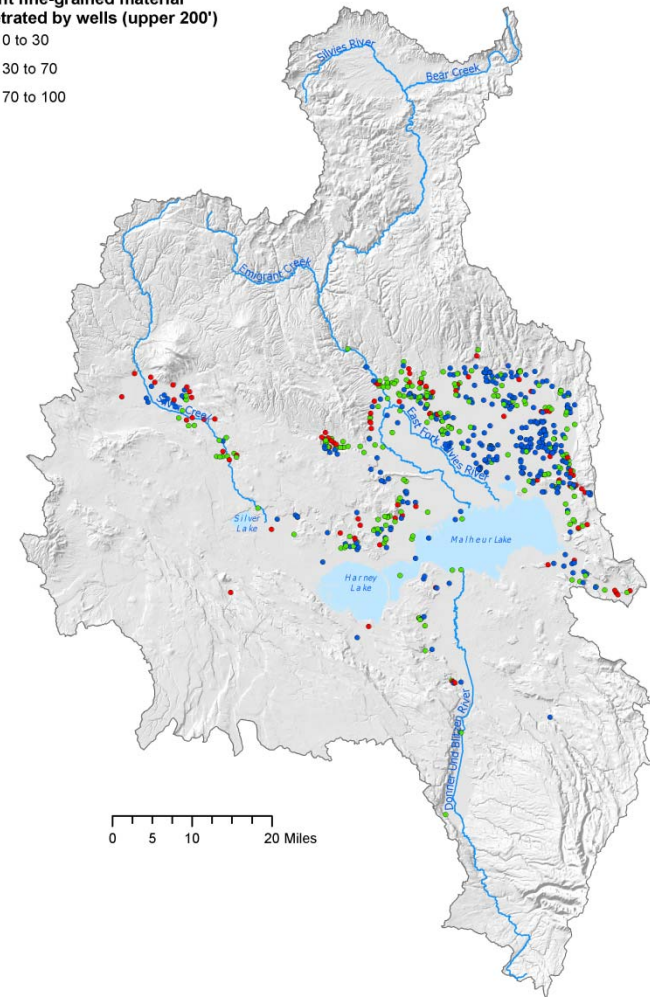 nt fine-grained material
trated by wells (upper 200')
0 to 30
30 to 70
70 to 100
Silvies River
Bear Creek
Emigrant Creek
Silver Creek
East Fork Silvies River
Silver
Lake
Malheur Lake
Harney
Lake
Donner Und Blitzen River
0 5 10 20 Miles